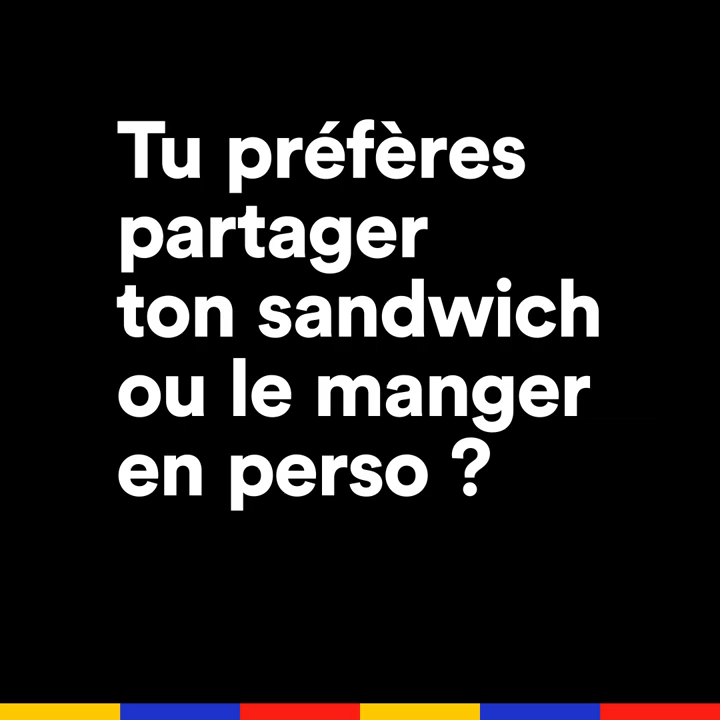 Tu préfères
partager
ton sandwich
ou le manger
en perso ?